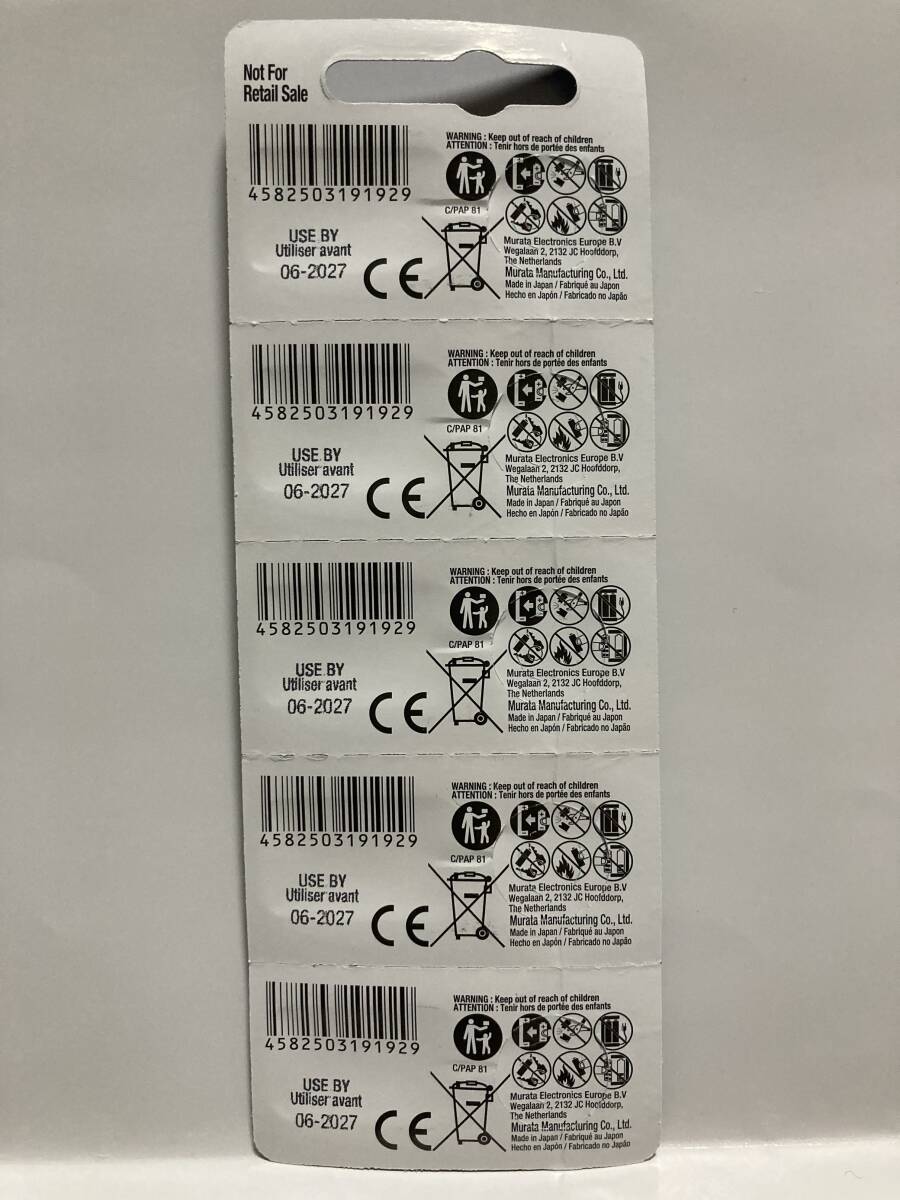 Not For
Retail Sale
4582503191929
WARNING : Keep out of reach of children
ATTENTION : Tenir hors de portée des enfants
C/PAP 81
USE BY
Utiliser avant
06-2027
CE
Murata Electronics Europe B.V
Wegalaan 2, 2132 JC Hoofddorp,
The Netherlands
Murata Manufacturing Co., Ltd.
Made in Japan / Fabriqué au Japon
Hecho en Japón / Fabricado no Japão
4582503191929
WARNING : Keep out of reach of children
ATTENTION : Tenir hors de portée des enfants
C/PAP 81
USE BY
Utiliser avant
06-2027
CE
Murata Electronics Europe B.V
Wegalaan 2, 2132 JC Hoofddorp,
The Netherlands
Murata Manufacturing Co., Ltd.
Made in Japan / Fabriqué au Japon
Hecho en Japón / Fabricado no Japão
4582503191929
WARNING : Keep out of reach of children
ATTENTION : Tenir hors de portée des enfants
C/PAP 81
USE BY
Utiliser avant
06-2027
CE
Murata Electronics Europe B.V
Wegalaan 2, 2132 JC Hoofddorp,
The Netherlands
Murata Manufacturing Co., Ltd.
Made in Japan / Fabriqué au Japon
Hecho en Japón / Fabricado no Japão
4582503191929
WARNING : Keep out of reach of children
ATTENTION : Tenir hors de portée des enfants
C/PAP 81
USE BY
Utiliser avant
06-2027
CE
Murata Electronics Europe B.V
Wegalaan 2, 2132 JC Hoofddorp,
The Netherlands
Murata Manufacturing Co., Ltd.
Made in Japan / Fabriqué au Japon
Hecho en Japón / Fabricado no Japão
4582503191929
WARNING : Keep out of reach of children
ATTENTION : Tenir hors de portée des enfants
C/PAP 81
USE BY
Utiliser avant
06-2027
CE
Murata Electronics Europe B.V
Wegalaan 2, 2132 JC Hoofddorp,
The Netherlands
Murata Manufacturing Co., Ltd.
Made in Japan / Fabriqué au Japon
Hecho en Japón / Fabricado no Japão